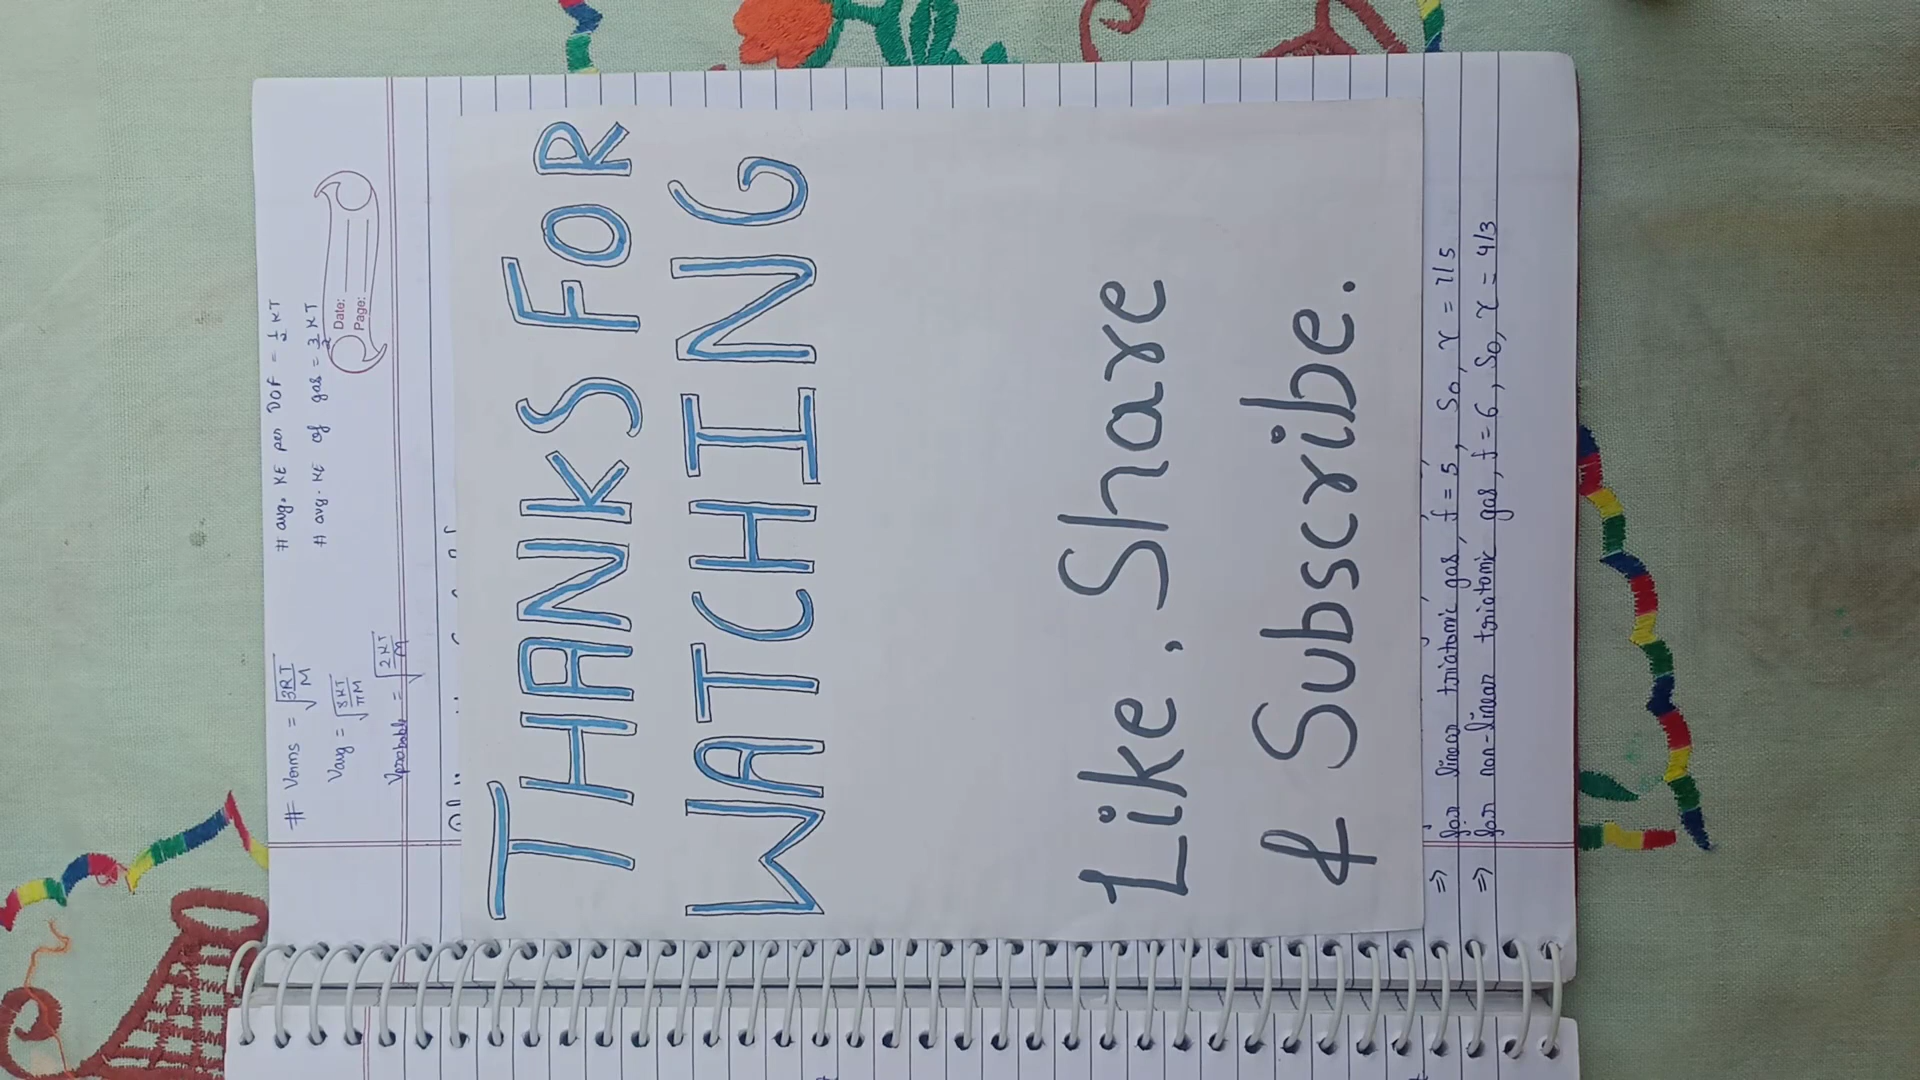 # Vrms = √3RT/M
# avg. KE per DOF = 1/2 KT
Vavg = √8KT/πM
# avg. KE of gas = 3/2 KT
Vprobable = √2KT/M
Date:
Page:
THANKS FOR
WATCHING
Like, Share
& Subscribe.
⇒ for linear triatomic gas, f = 5, So, γ = 7/5
⇒ for non-linear triatomic gas, f = 6, So, γ = 4/3